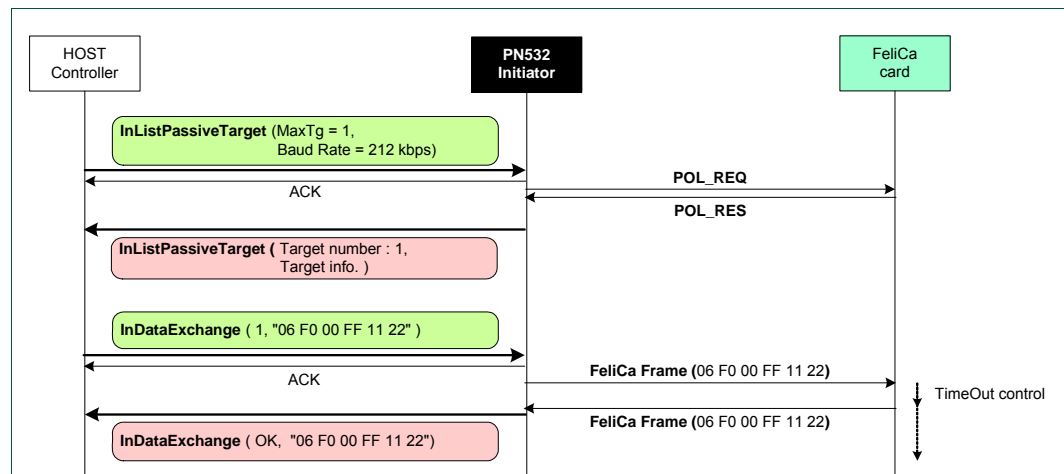 HOST
Controller
PN532
Initiator
FeliCa
card
InListPassiveTarget (MaxTg = 1,
Baud Rate = 212 kbps)
ACK
POL_REQ
POL_RES
InListPassiveTarget ( Target number : 1,
Target info. )
InDataExchange ( 1, "06 F0 00 FF 11 22" )
ACK
FeliCa Frame (06 F0 00 FF 11 22)
TimeOut control
FeliCa Frame (06 F0 00 FF 11 22)
InDataExchange ( OK, "06 F0 00 FF 11 22")